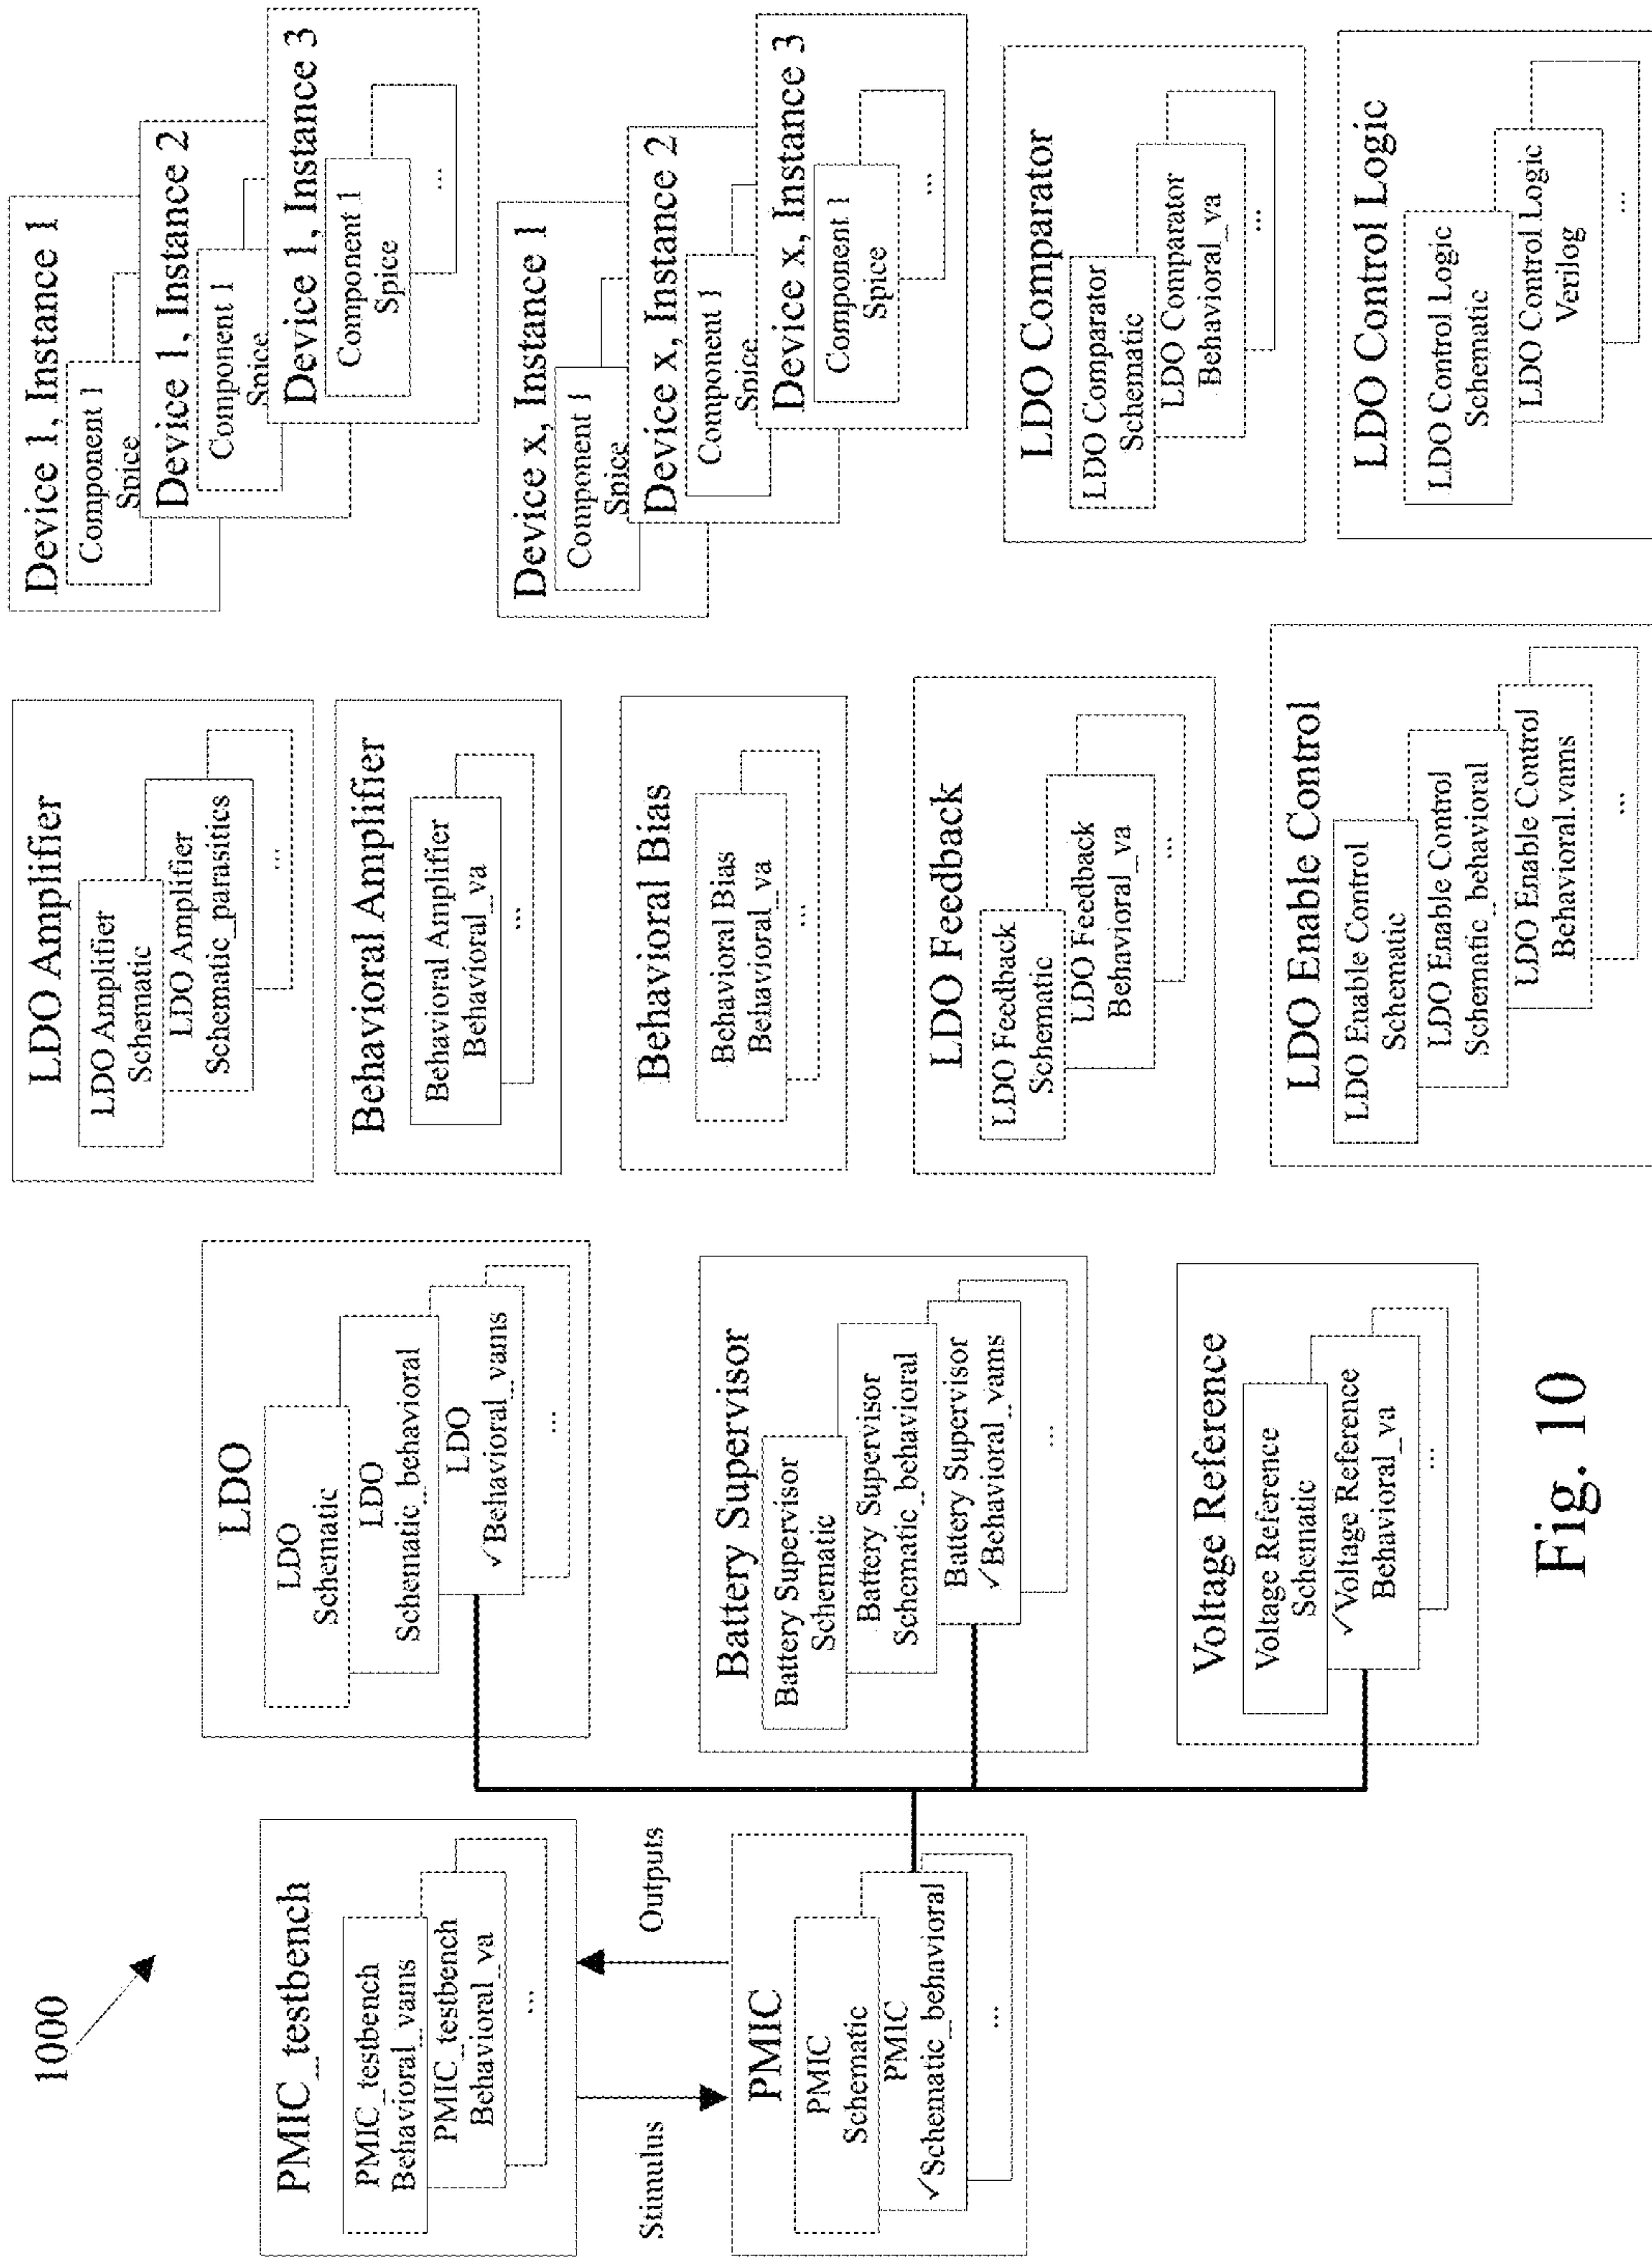 1000
PMIC_testbench
PMIC_testbench
Behavioral_vams
PMIC_testbench
Behavioral_va
...
Stimulus
Outputs
PMIC
PMIC
Schematic
PMIC
✓Schematic_behavioral
...
LDO
LDO
Schematic
LDO
Schematic_behavioral
LDO
✓Behavioral_vams
...
Battery Supervisor
Battery Supervisor
Schematic
Battery Supervisor
Schematic_behavioral
Battery Supervisor
✓Behavioral_vams
...
Voltage Reference
Voltage Reference
Schematic
✓Voltage Reference
Behavioral_va
...
LDO Amplifier
LDO Amplifier
Schematic
LDO Amplifier
Schematic_parasitics
...
Behavioral Amplifier
Behavioral Amplifier
Behavioral_va
...
Behavioral Bias
Behavioral Bias
Behavioral_va
...
LDO Feedback
LDO Feedback
Schematic
LDO Feedback
Behavioral_va
...
LDO Enable Control
LDO Enable Control
Schematic
LDO Enable Control
Schematic_behavioral
LDO Enable Control
Behavioral.vams
...
Device 1, Instance 1
Component 1
Spice
Device 1, Instance 2
Component 1
Spice
Device 1, Instance 3
Component 1
Spice
...
Device x, Instance 1
Component 1
Spice
Device x, Instance 2
Component 1
Spice
Device x, Instance 3
Component 1
Spice
...
LDO Comparator
LDO Comparator
Schematic
LDO Comparator
Behavioral_va
...
LDO Control Logic
LDO Control Logic
Schematic
LDO Control Logic
Verilog
...
Fig. 10